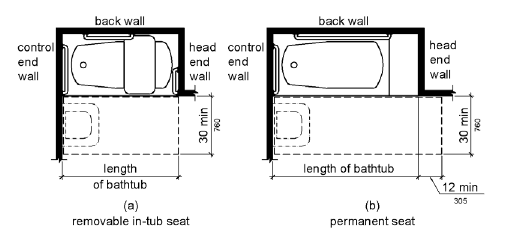 back wall
control
end
wall
head
end
wall
30 min
760
length
of bathtub
(a)
removable in-tub seat
back wall
control
end
wall
head
end
wall
30 min
760
length of bathtub
12 min
305
(b)
permanent seat